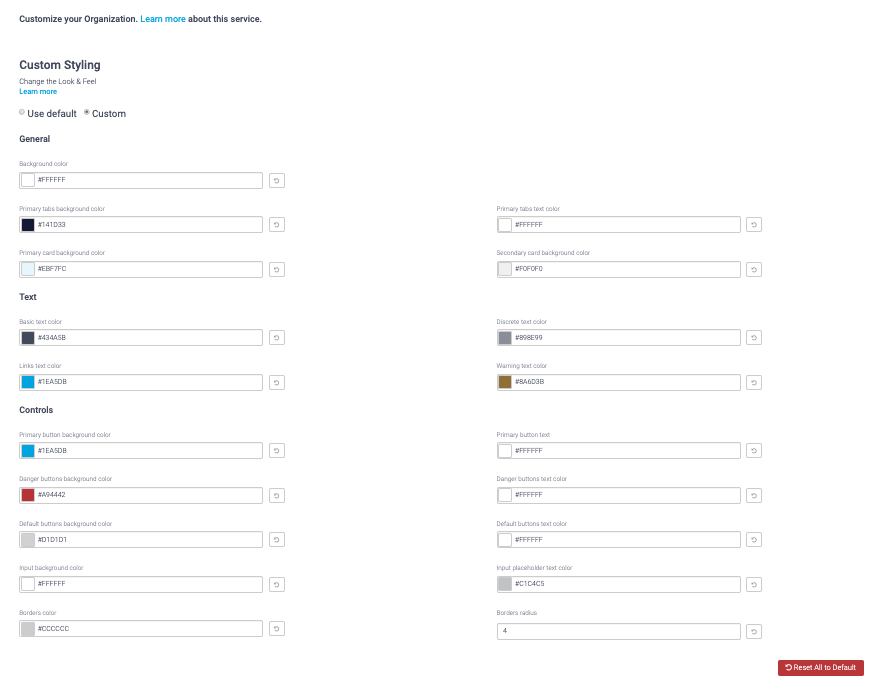 Customize your Organization. Learn more about this service.
Custom Styling
Change the Look & Feel
Learn more
Use default Custom
General
Background color
#FFFFFF
Primary tabs background color Primary tabs text color
#141D33 #FFFFFF
Primary card background color Secondary card background color
#EBF7FC #F0F0F0
Text
Basic text color Discrete text color
#434A5B #898E99
Links text color Warning text color
#1EA5DB #8A6D3B
Controls
Primary button background color Primary button text
#1EA5DB #FFFFFF
Danger buttons background color Danger buttons text color
#A94442 #FFFFFF
Default buttons background color Default buttons text color
#D1D1D1 #FFFFFF
Input background color Input placeholder text color
#FFFFFF #C1C4C5
Borders color Borders radius
#CCCCCC 4
Reset All to Default